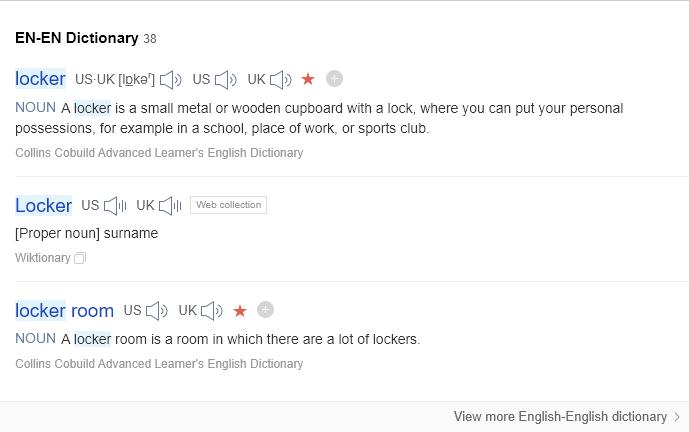 EN-EN Dictionary 38
locker US·UK [lɒkəʳ] US UK
NOUN A locker is a small metal or wooden cupboard with a lock, where you can put your personal
possessions, for example in a school, place of work, or sports club.
Collins Cobuild Advanced Learner's English Dictionary
Locker US UK Web collection
[Proper noun] surname
Wiktionary
locker room US UK
NOUN A locker room is a room in which there are a lot of lockers.
Collins Cobuild Advanced Learner's English Dictionary
View more English-English dictionary >